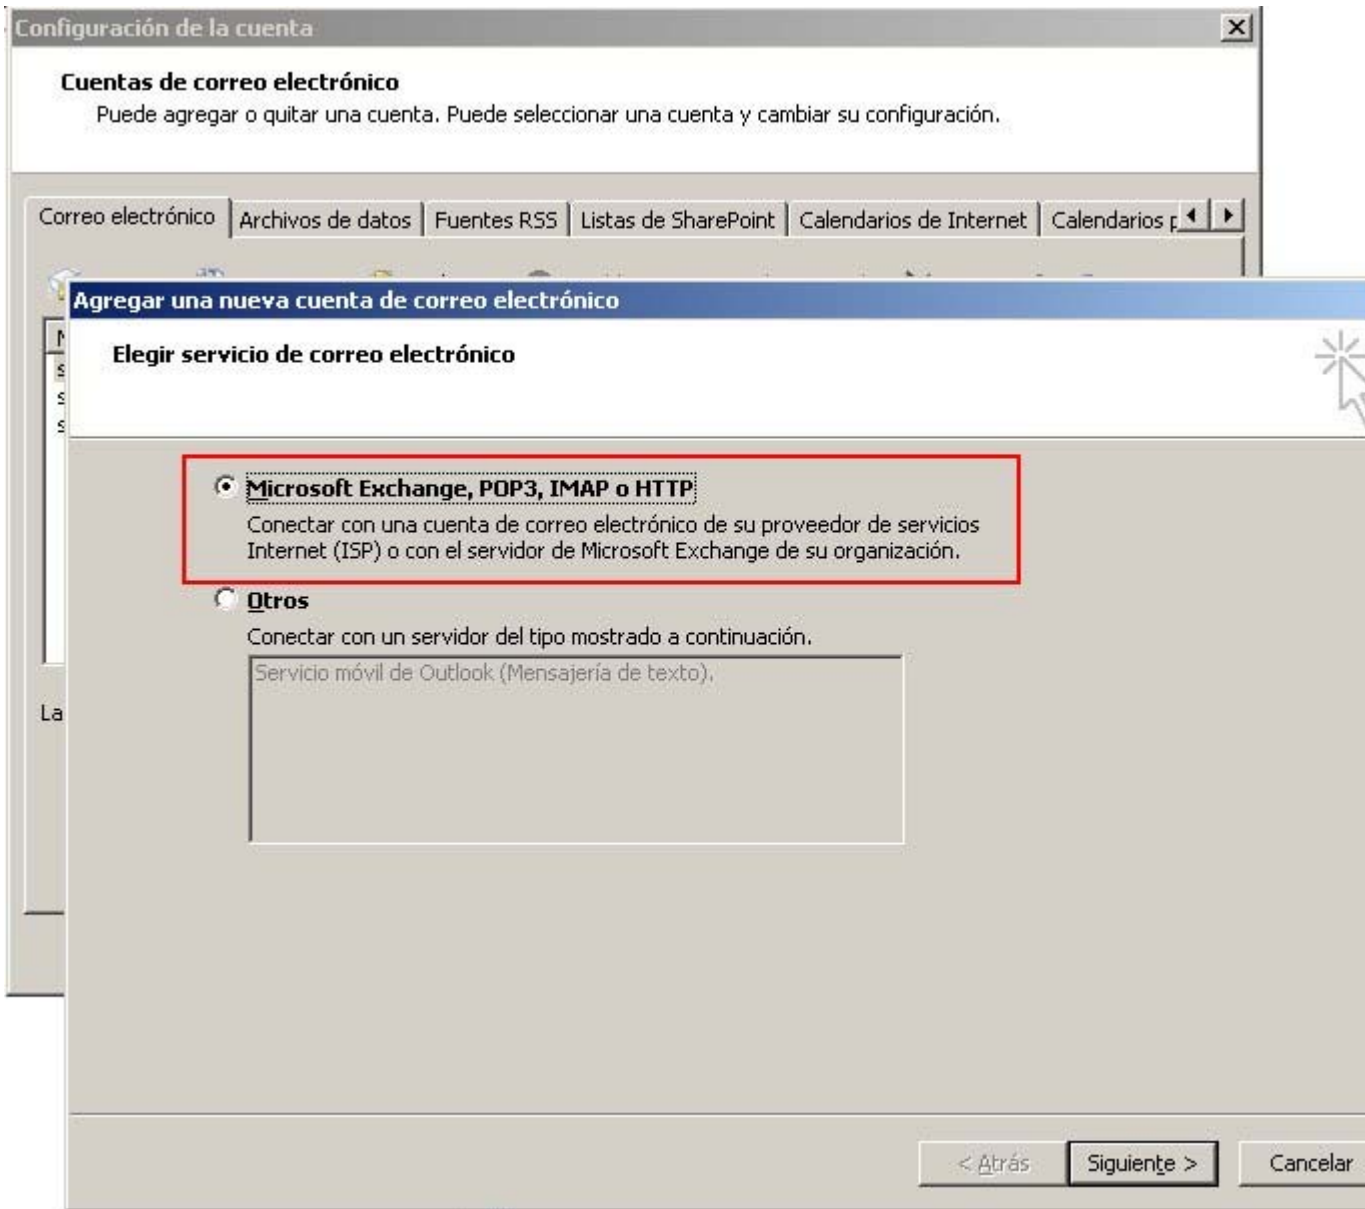 Configuración de la cuenta
Cuentas de correo electrónico
Puede agregar o quitar una cuenta. Puede seleccionar una cuenta y cambiar su configuración.
Correo electrónico Archivos de datos Fuentes RSS Listas de SharePoint Calendarios de Internet Calendarios p
Agregar una nueva cuenta de correo electrónico
Elegir servicio de correo electrónico
Microsoft Exchange, POP3, IMAP o HTTP
Conectar con una cuenta de correo electrónico de su proveedor de servicios
Internet (ISP) o con el servidor de Microsoft Exchange de su organización.
Otros
Conectar con un servidor del tipo mostrado a continuación.
Servicio móvil de Outlook (Mensajería de texto).
La
< Atrás Siguiente > Cancelar